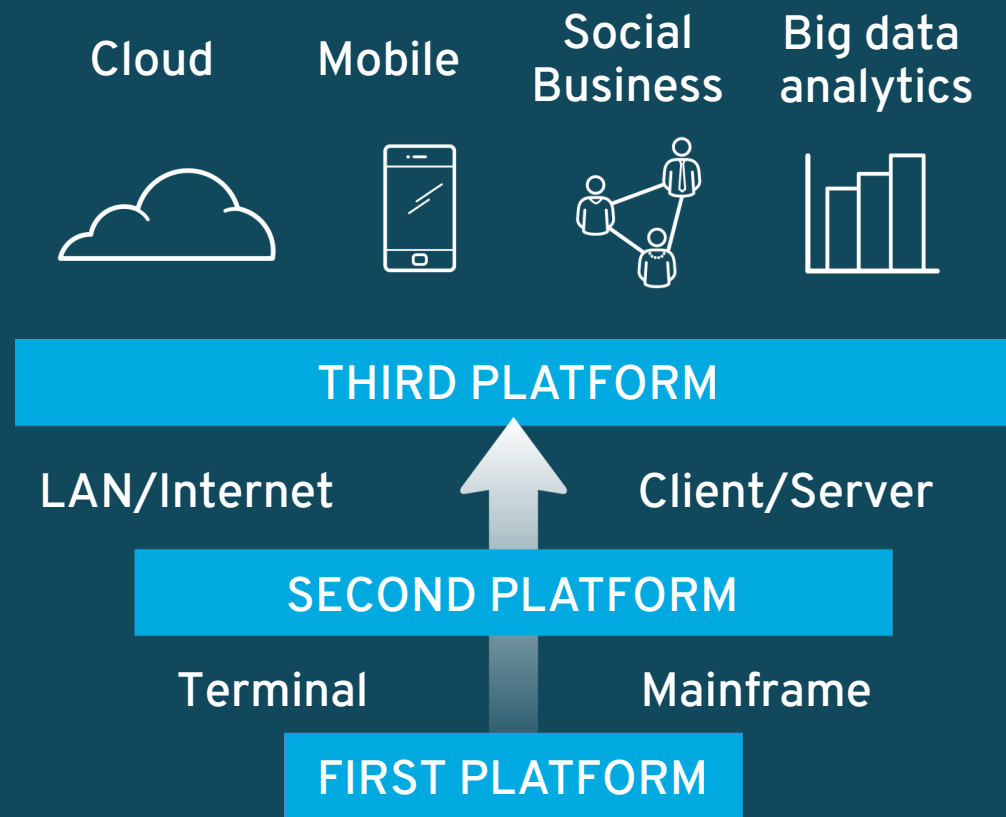 Cloud
Mobile
Social
Business
Big data
analytics
THIRD PLATFORM
LAN/Internet
Client/Server
SECOND PLATFORM
Terminal
Mainframe
FIRST PLATFORM